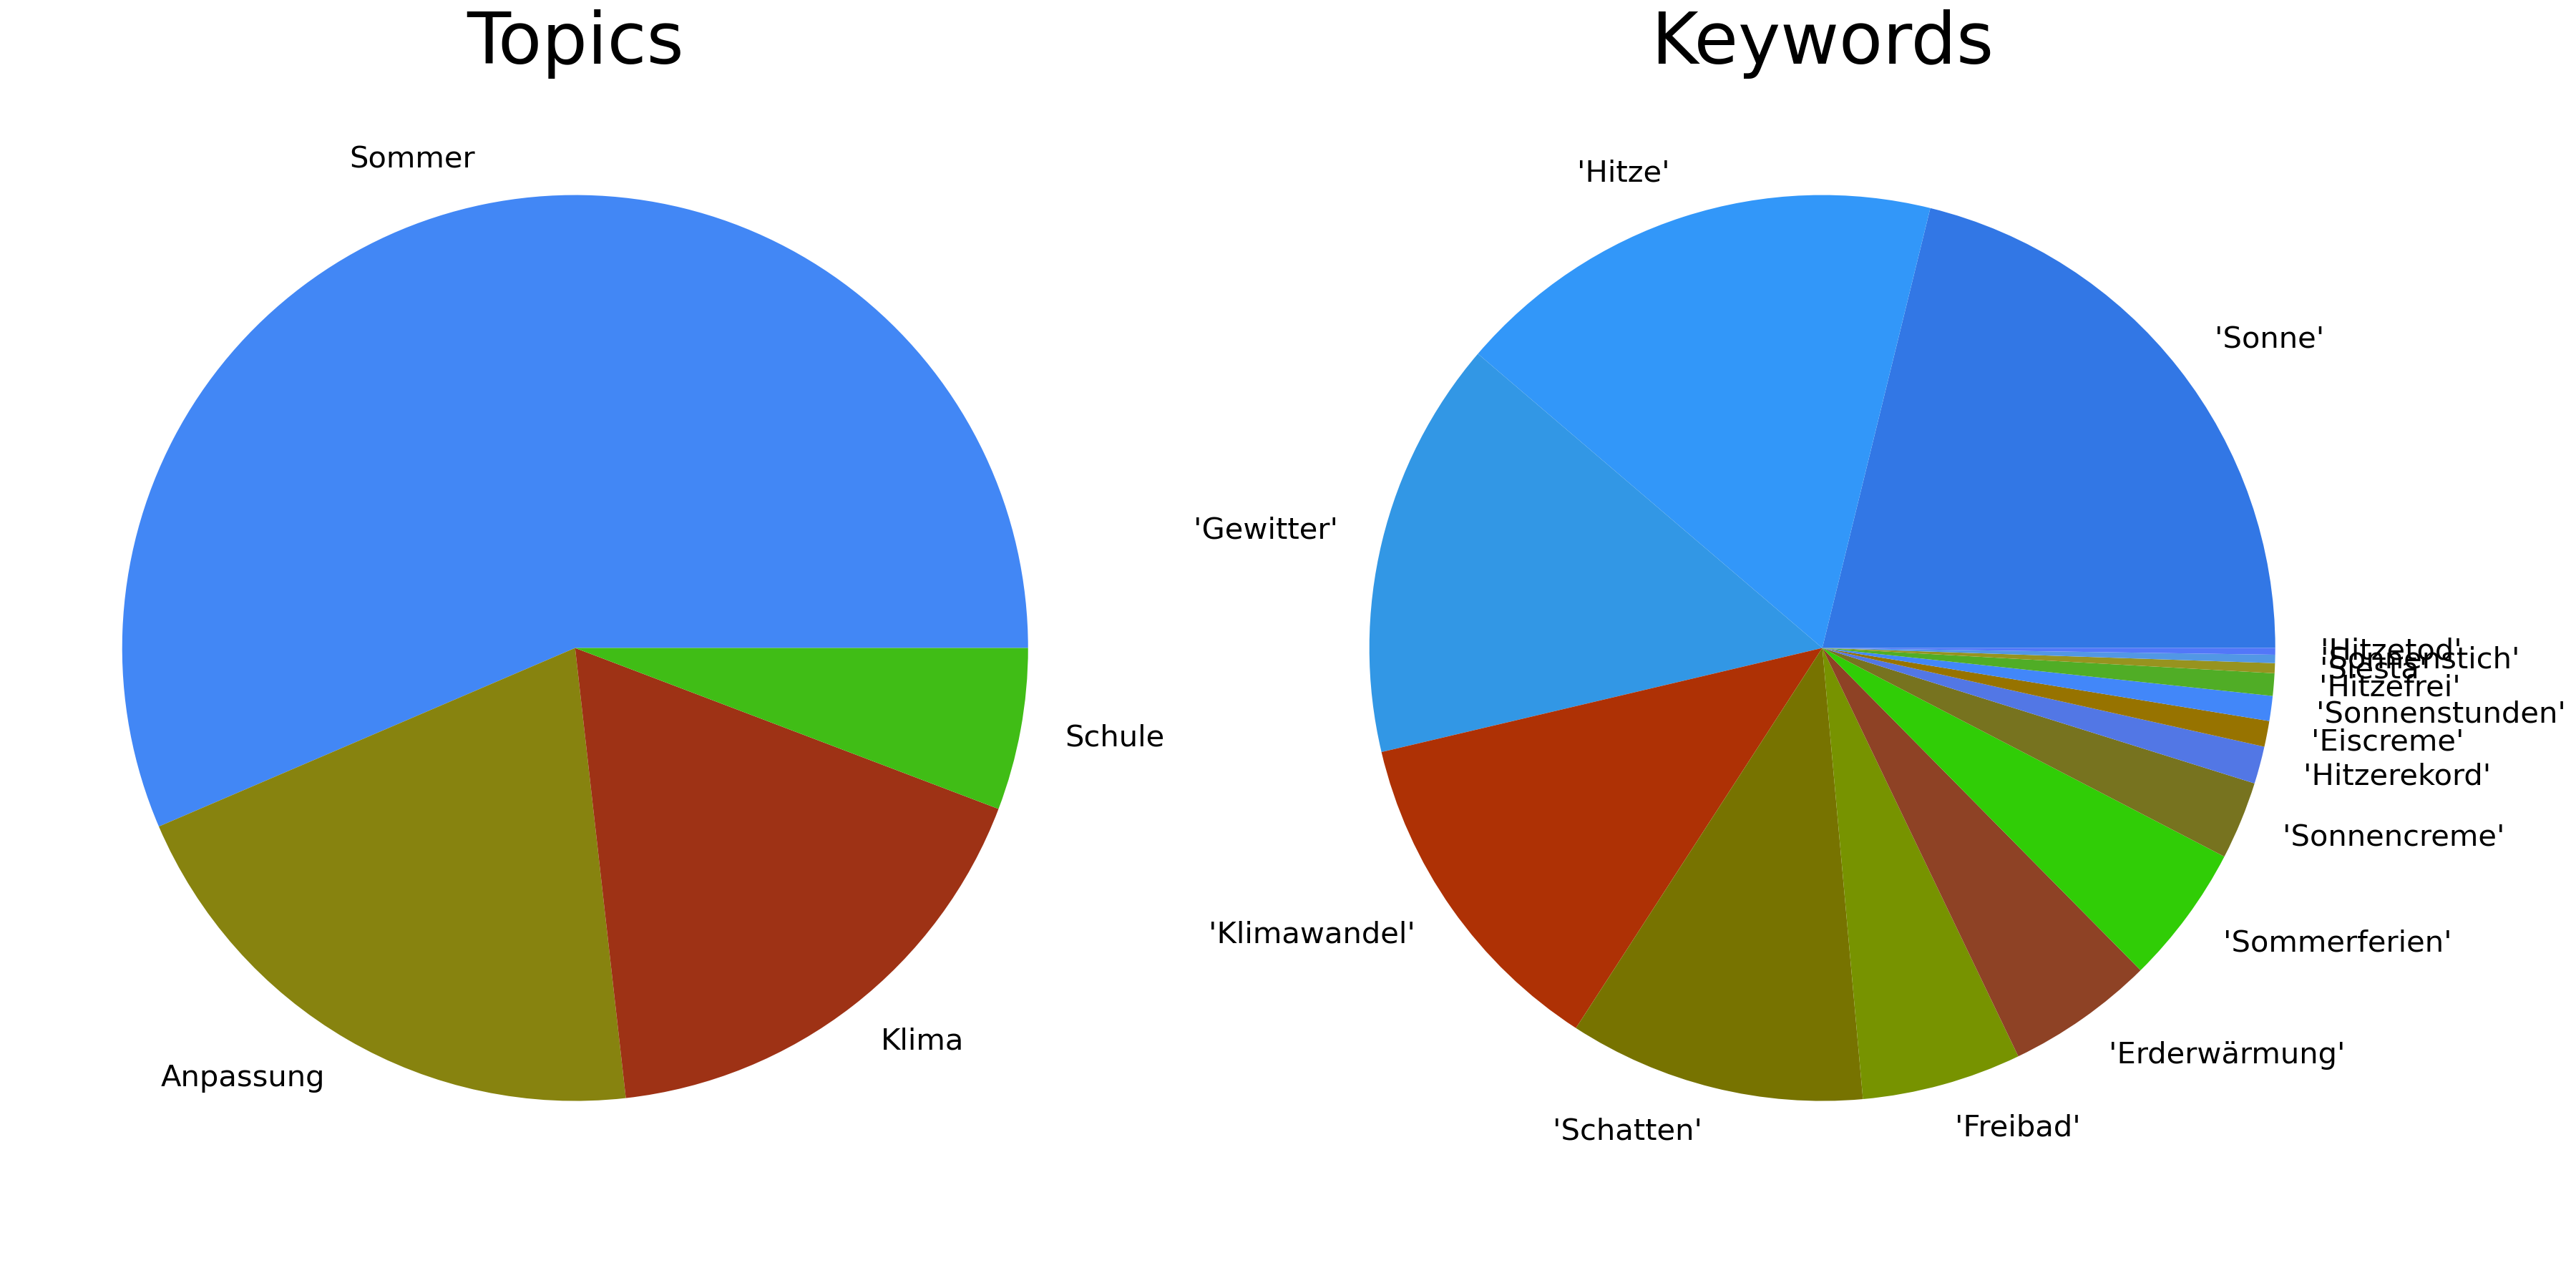 Topics
Sommer
Anpassung
Klima
Schule
Keywords
'Sonne'
'Hitze'
'Gewitter'
'Klimawandel'
'Schatten'
'Freibad'
'Erderwärmung'
'Sommerferien'
'Sonnencreme'
'Hitzerekord'
'Eiscreme'
'Sonnenstunden'
'Hitzefrei'
'Siesta'
'Sonnenstich'
'Hitzetod'